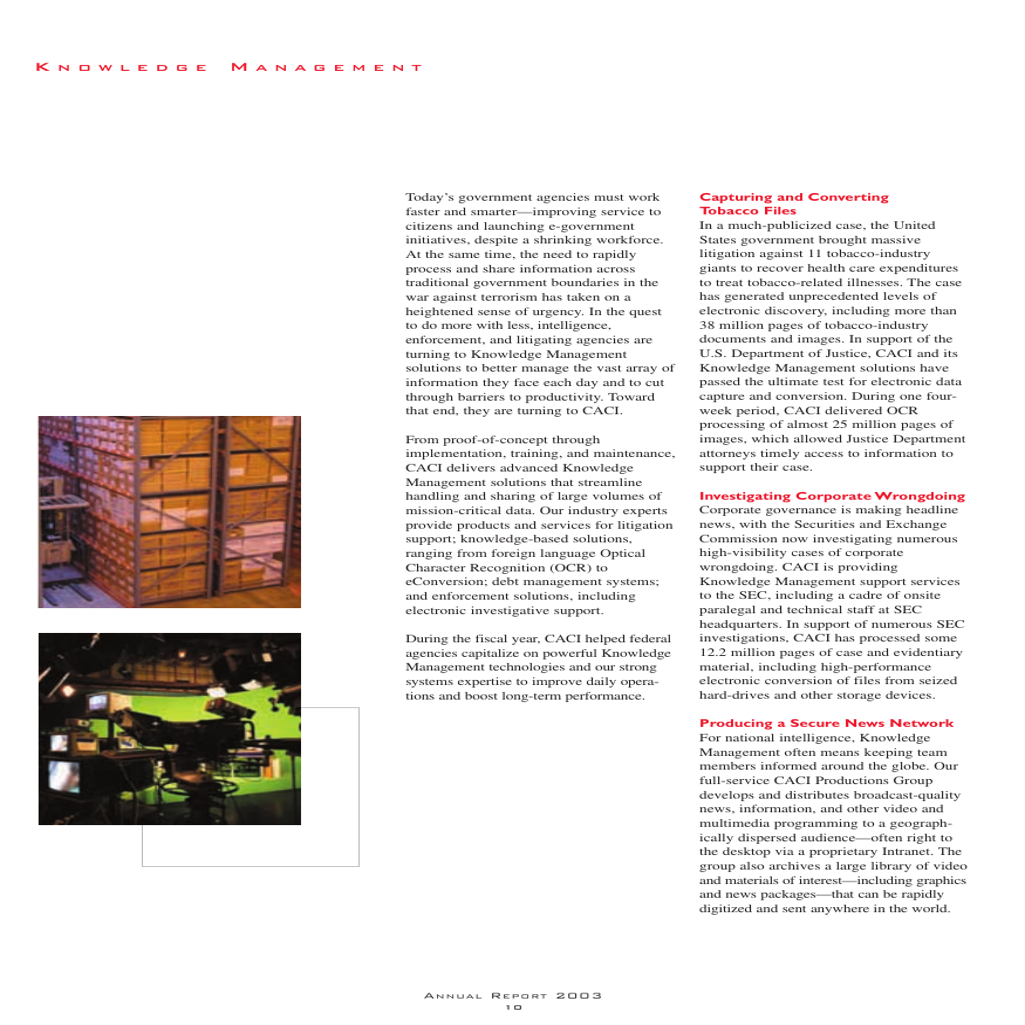 Knowledge Management
Today's government agencies must work
faster and smarter—improving service to
citizens and launching e-government
initiatives, despite a shrinking workforce.
At the same time, the need to rapidly
process and share information across
traditional government boundaries in the
war against terrorism has taken on a
heightened sense of urgency. In the quest
to do more with less, intelligence,
enforcement, and litigating agencies are
turning to Knowledge Management
solutions to better manage the vast array of
information they face each day and to cut
through barriers to productivity. Toward
that end, they are turning to CACI.
From proof-of-concept through
implementation, training, and maintenance,
CACI delivers advanced Knowledge
Management solutions that streamline
handling and sharing of large volumes of
mission-critical data. Our industry experts
provide products and services for litigation
support; knowledge-based solutions,
ranging from foreign language Optical
Character Recognition (OCR) to
eConversion; debt management systems;
and enforcement solutions, including
electronic investigative support.
During the fiscal year, CACI helped federal
agencies capitalize on powerful Knowledge
Management technologies and our strong
systems expertise to improve daily opera-
tions and boost long-term performance.
Capturing and Converting
Tobacco Files
In a much-publicized case, the United
States government brought massive
litigation against 11 tobacco-industry
giants to recover health care expenditures
to treat tobacco-related illnesses. The case
has generated unprecedented levels of
electronic discovery, including more than
38 million pages of tobacco-industry
documents and images. In support of the
U.S. Department of Justice, CACI and its
Knowledge Management solutions have
passed the ultimate test for electronic data
capture and conversion. During one four-
week period, CACI delivered OCR
processing of almost 25 million pages of
images, which allowed Justice Department
attorneys timely access to information to
support their case.
Investigating Corporate Wrongdoing
Corporate governance is making headline
news, with the Securities and Exchange
Commission now investigating numerous
high-visibility cases of corporate
wrongdoing. CACI is providing
Knowledge Management support services
to the SEC, including a cadre of onsite
paralegal and technical staff at SEC
headquarters. In support of numerous SEC
investigations, CACI has processed some
12.2 million pages of case and evidentiary
material, including high-performance
electronic conversion of files from seized
hard-drives and other storage devices.
Producing a Secure News Network
For national intelligence, Knowledge
Management often means keeping team
members informed around the globe. Our
full-service CACI Productions Group
develops and distributes broadcast-quality
news, information, and other video and
multimedia programming to a geograph-
ically dispersed audience—often right to
the desktop via a proprietary Intranet. The
group also archives a large library of video
and materials of interest—including graphics
and news packages—that can be rapidly
digitized and sent anywhere in the world.
Annual Report 2003
10